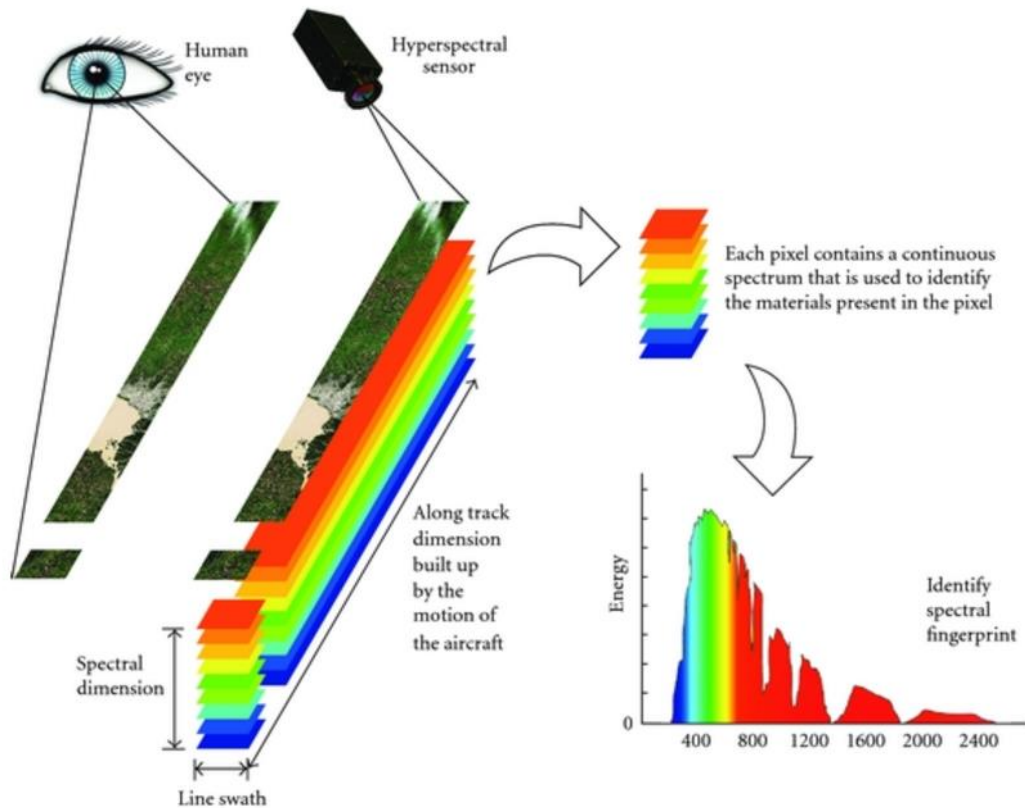 Human
eye
Hyperspectral
sensor
Each pixel contains a continuous
spectrum that is used to identify
the materials present in the pixel
Along track
dimension
built up
by the
motion of
the aircraft
Spectral
dimension
Line swath
Energy
Identify
spectral
fingerprint
0
400 800 1200 1600 2000 2400